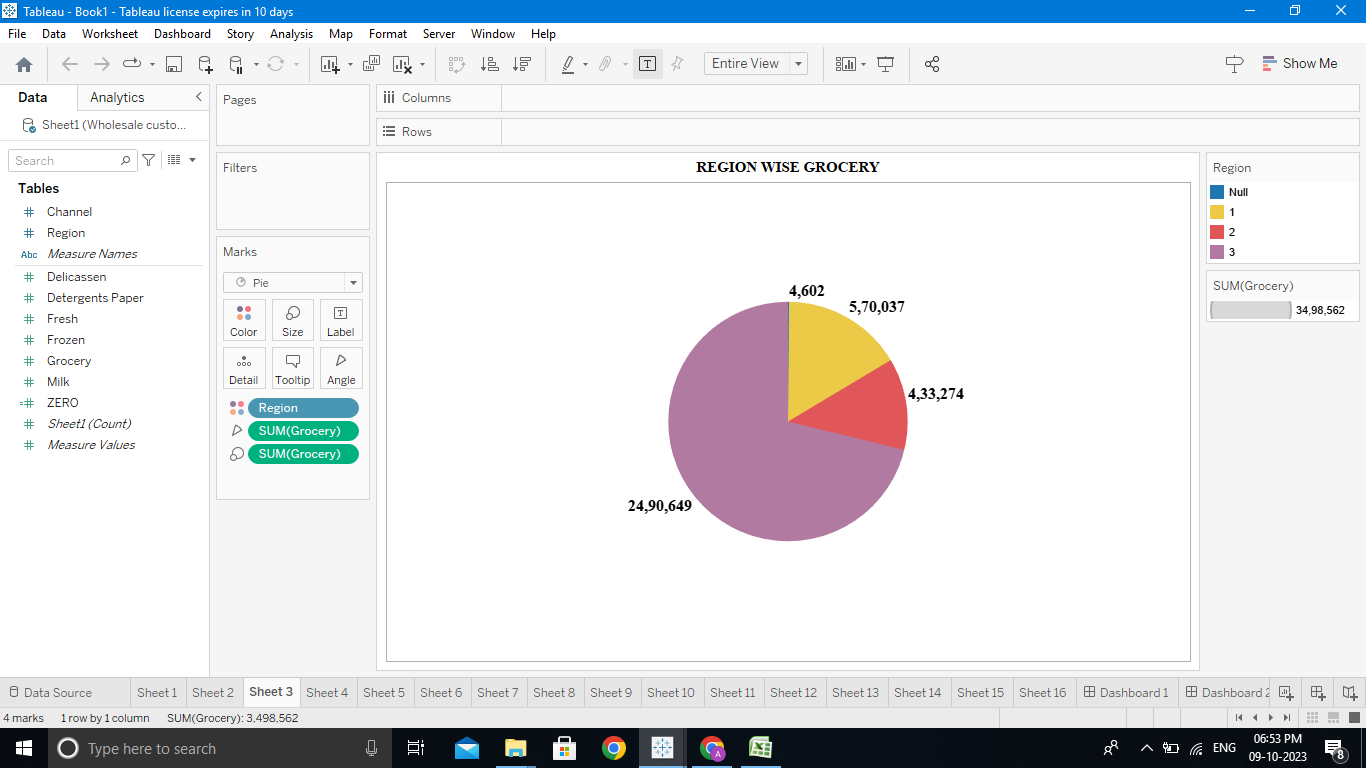 Tableau - Book1 - Tableau license expires in 10 days
File Data Worksheet Dashboard Story Analysis Map Format Server Window Help
Entire View
Show Me
Data Analytics
Sheet1 (Wholesale custo...
Search
Tables
Channel
Region
Abc Measure Names
Delicassen
Detergents Paper
Fresh
Frozen
Grocery
Milk
ZERO
Sheet1 (Count)
Measure Values
Pages
Filters
Marks
Pie
Color Size Label
Detail Tooltip Angle
Region
SUM(Grocery)
SUM(Grocery)
Columns
Rows
REGION WISE GROCERY
4,602
5,70,037
4,33,274
24,90,649
Region
Null
1
2
3
SUM(Grocery)
34,98,562
Data Source Sheet 1 Sheet 2 Sheet 3 Sheet 4 Sheet 5 Sheet 6 Sheet 7 Sheet 8 Sheet 9 Sheet 10 Sheet 11 Sheet 12 Sheet 13 Sheet 14 Sheet 15 Sheet 16 Dashboard 1 Dashboard 2
4 marks 1 row by 1 column SUM(Grocery): 3,498,562
Type here to search
A
ENG
06:53 PM
09-10-2023
8